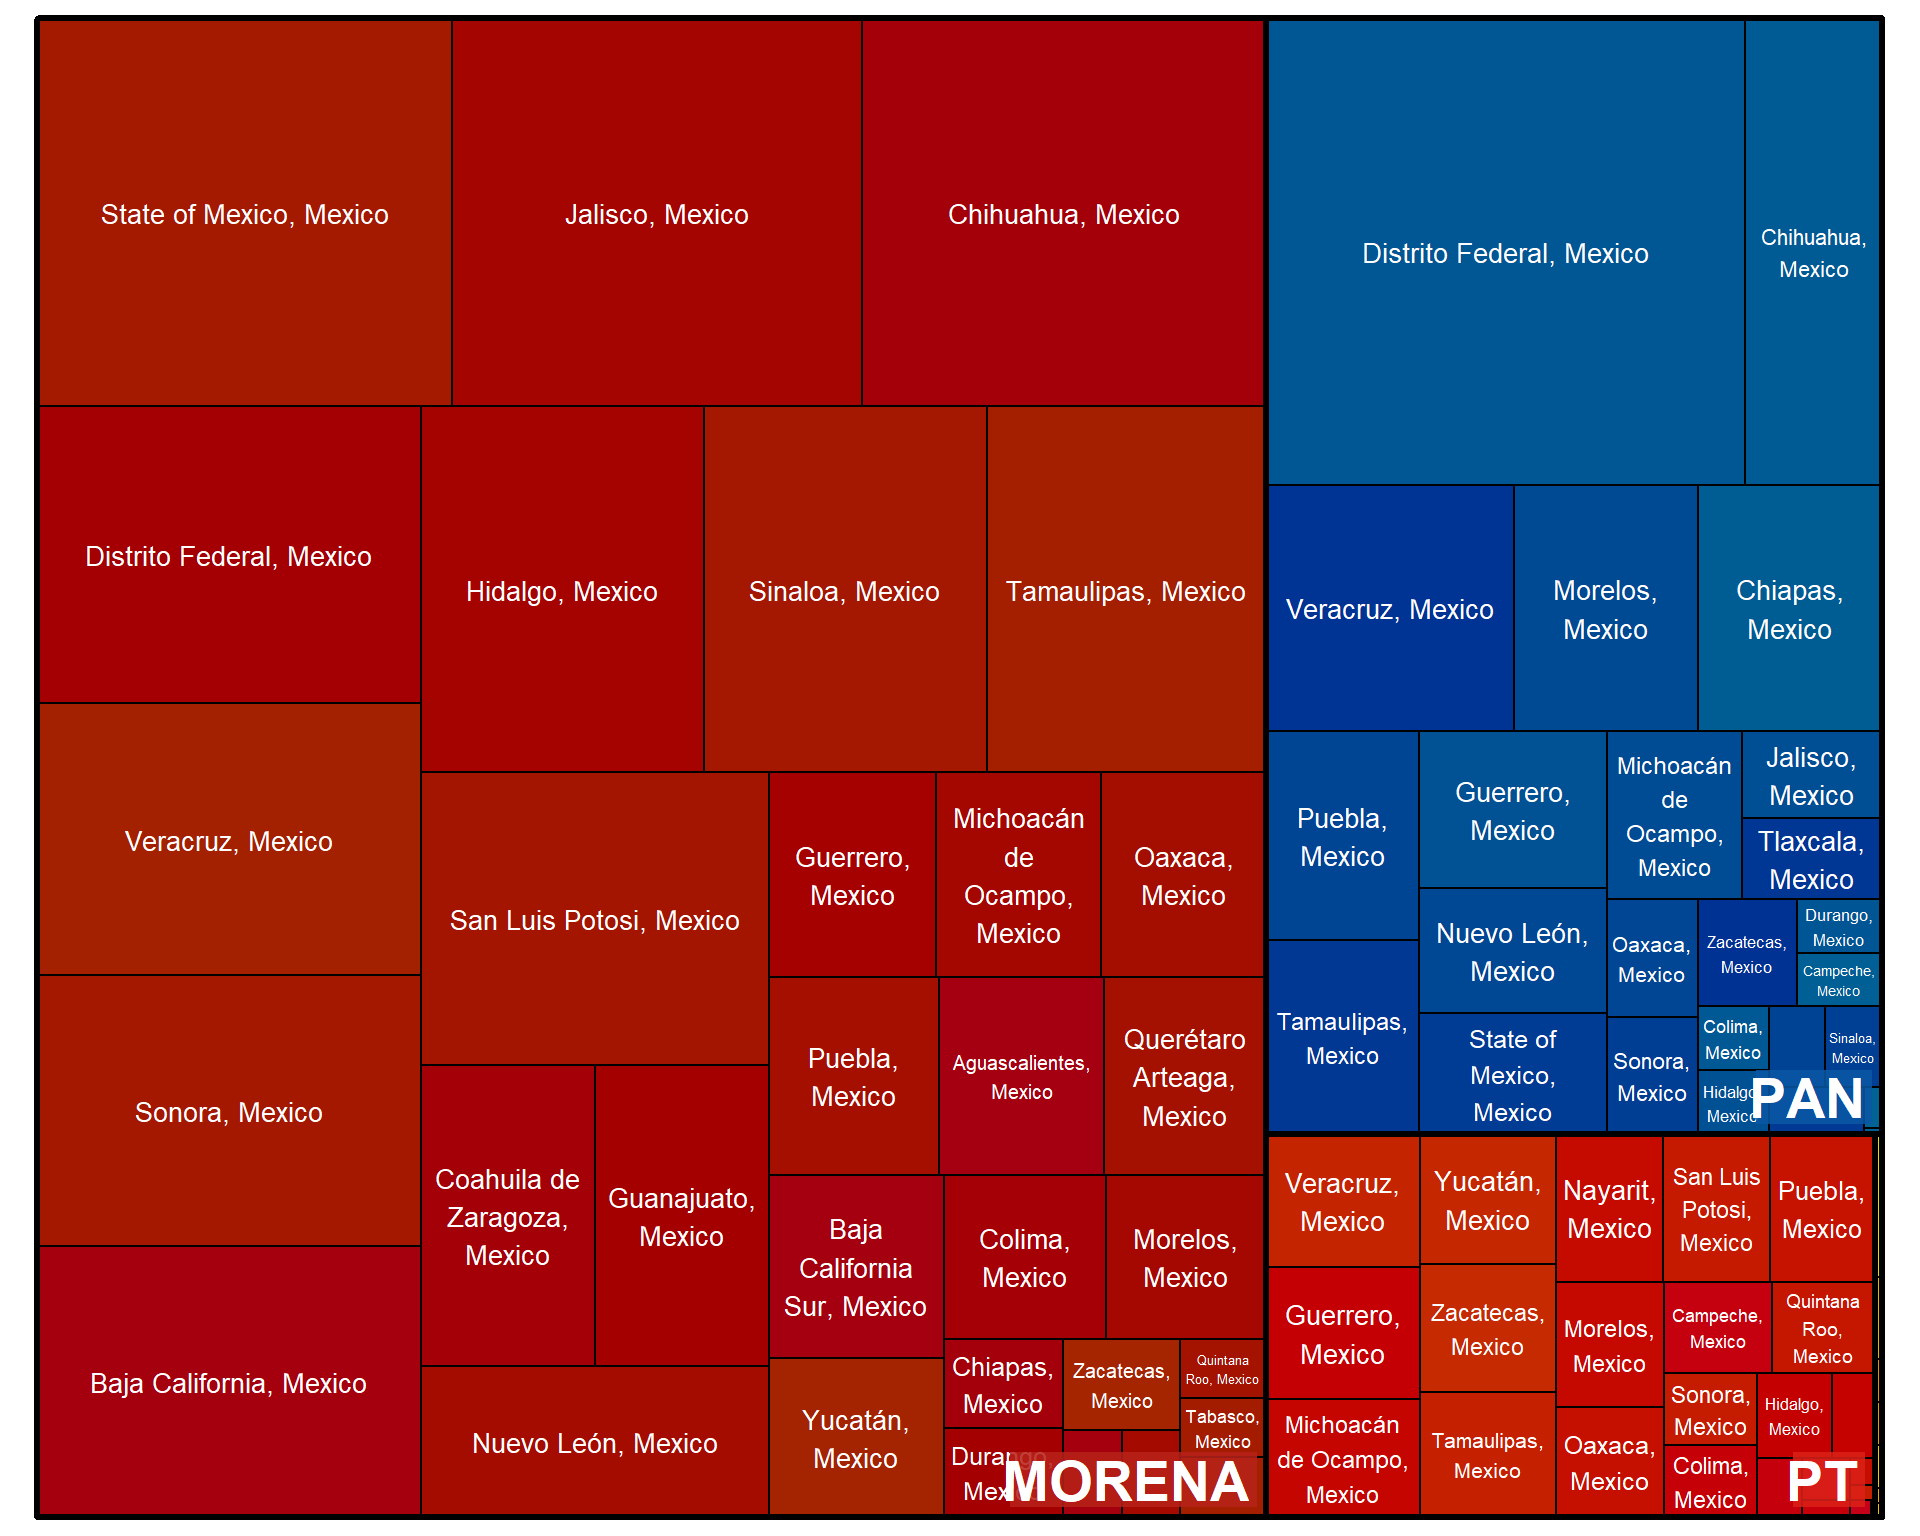 State of Mexico, Mexico
Jalisco, Mexico
Chihuahua, Mexico
Distrito Federal, Mexico
Hidalgo, Mexico
Sinaloa, Mexico
Tamaulipas, Mexico
Veracruz, Mexico
San Luis Potosi, Mexico
Guerrero,
Mexico
Michoacán
de
Ocampo,
Mexico
Oaxaca,
Mexico
Sonora, Mexico
Puebla,
Mexico
Aguascalientes,
Mexico
Querétaro
Arteaga,
Mexico
Coahuila de
Zaragoza,
Mexico
Guanajuato,
Mexico
Baja
California
Sur, Mexico
Colima,
Mexico
Morelos,
Mexico
Baja California, Mexico
Nuevo León, Mexico
Yucatán,
Mexico
Chiapas,
Mexico
Zacatecas,
Mexico
Quintana
Roo, Mexico
Tabasco,
Mexico
Durango,
Mexico
MORENA
Distrito Federal, Mexico
Chihuahua,
Mexico
Veracruz, Mexico
Morelos,
Mexico
Chiapas,
Mexico
Puebla,
Mexico
Guerrero,
Mexico
Michoacán
de
Ocampo,
Mexico
Jalisco,
Mexico
Tlaxcala,
Mexico
Tamaulipas,
Mexico
Nuevo León,
Mexico
State of
Mexico,
Mexico
Oaxaca,
Mexico
Sonora,
Mexico
Zacatecas,
Mexico
Durango,
Mexico
Campeche,
Mexico
Colima,
Mexico
Sinaloa,
Mexico
Hidalgo,
Mexico
PAN
Veracruz,
Mexico
Yucatán,
Mexico
Nayarit,
Mexico
San Luis
Potosi,
Mexico
Puebla,
Mexico
Guerrero,
Mexico
Zacatecas,
Mexico
Morelos,
Mexico
Campeche,
Mexico
Quintana
Roo,
Mexico
Michoacán
de Ocampo,
Mexico
Tamaulipas,
Mexico
Oaxaca,
Mexico
Sonora,
Mexico
Hidalgo,
Mexico
Colima,
Mexico
PT